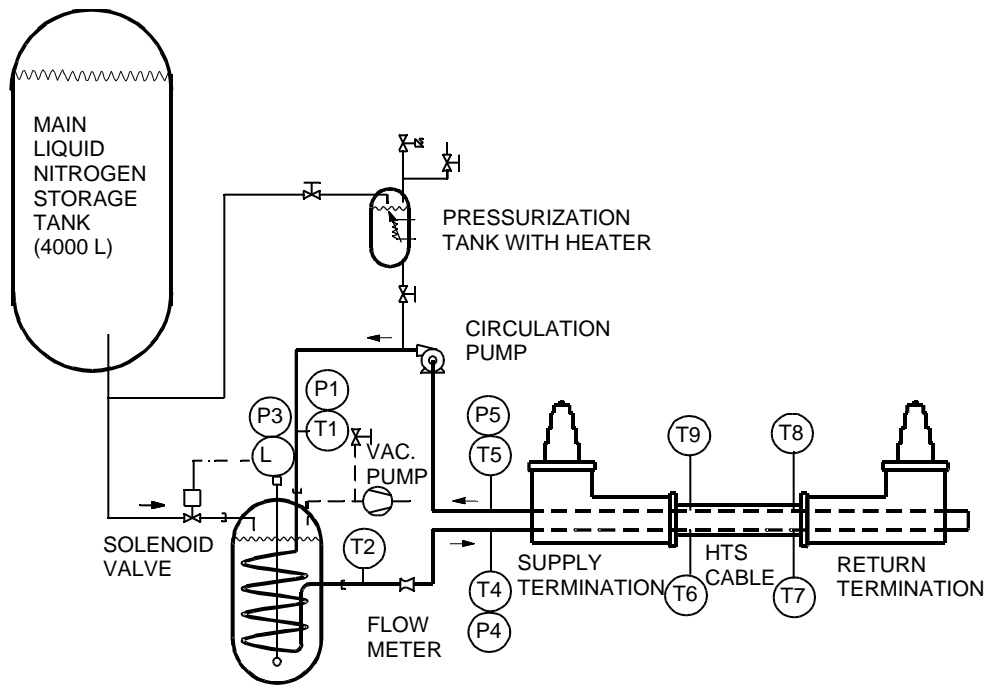 MAIN
LIQUID
NITROGEN
STORAGE
TANK
(4000 L)
PRESSURIZATION
TANK WITH HEATER
CIRCULATION
PUMP
P1
P3
T1
L
VAC.
PUMP
P5
T5
T9
T8
SOLENOID
VALVE
T2
FLOW
METER
SUPPLY
TERMINATION
HTS
CABLE
RETURN
TERMINATION
T4
P4
T6
T7